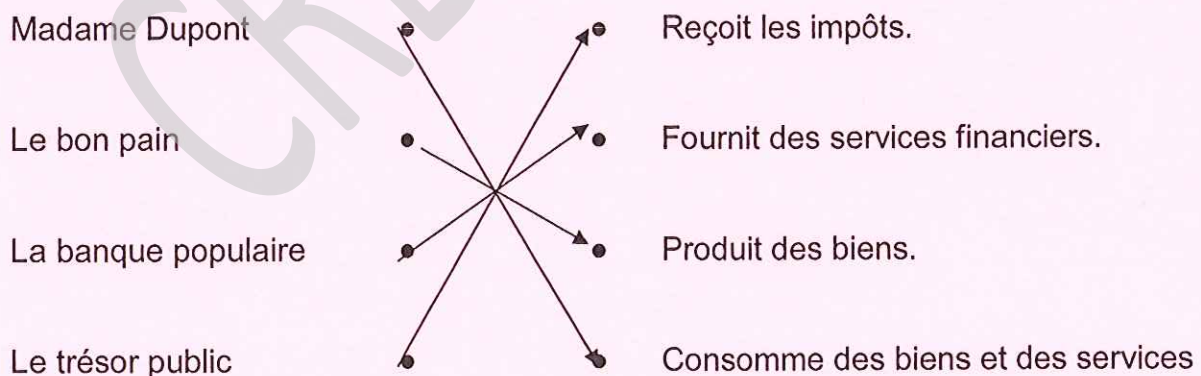 Madame Dupont Reçoit les impôts.
Le bon pain Fournit des services financiers.
La banque populaire Produit des biens.
Le trésor public Consomme des biens et des services